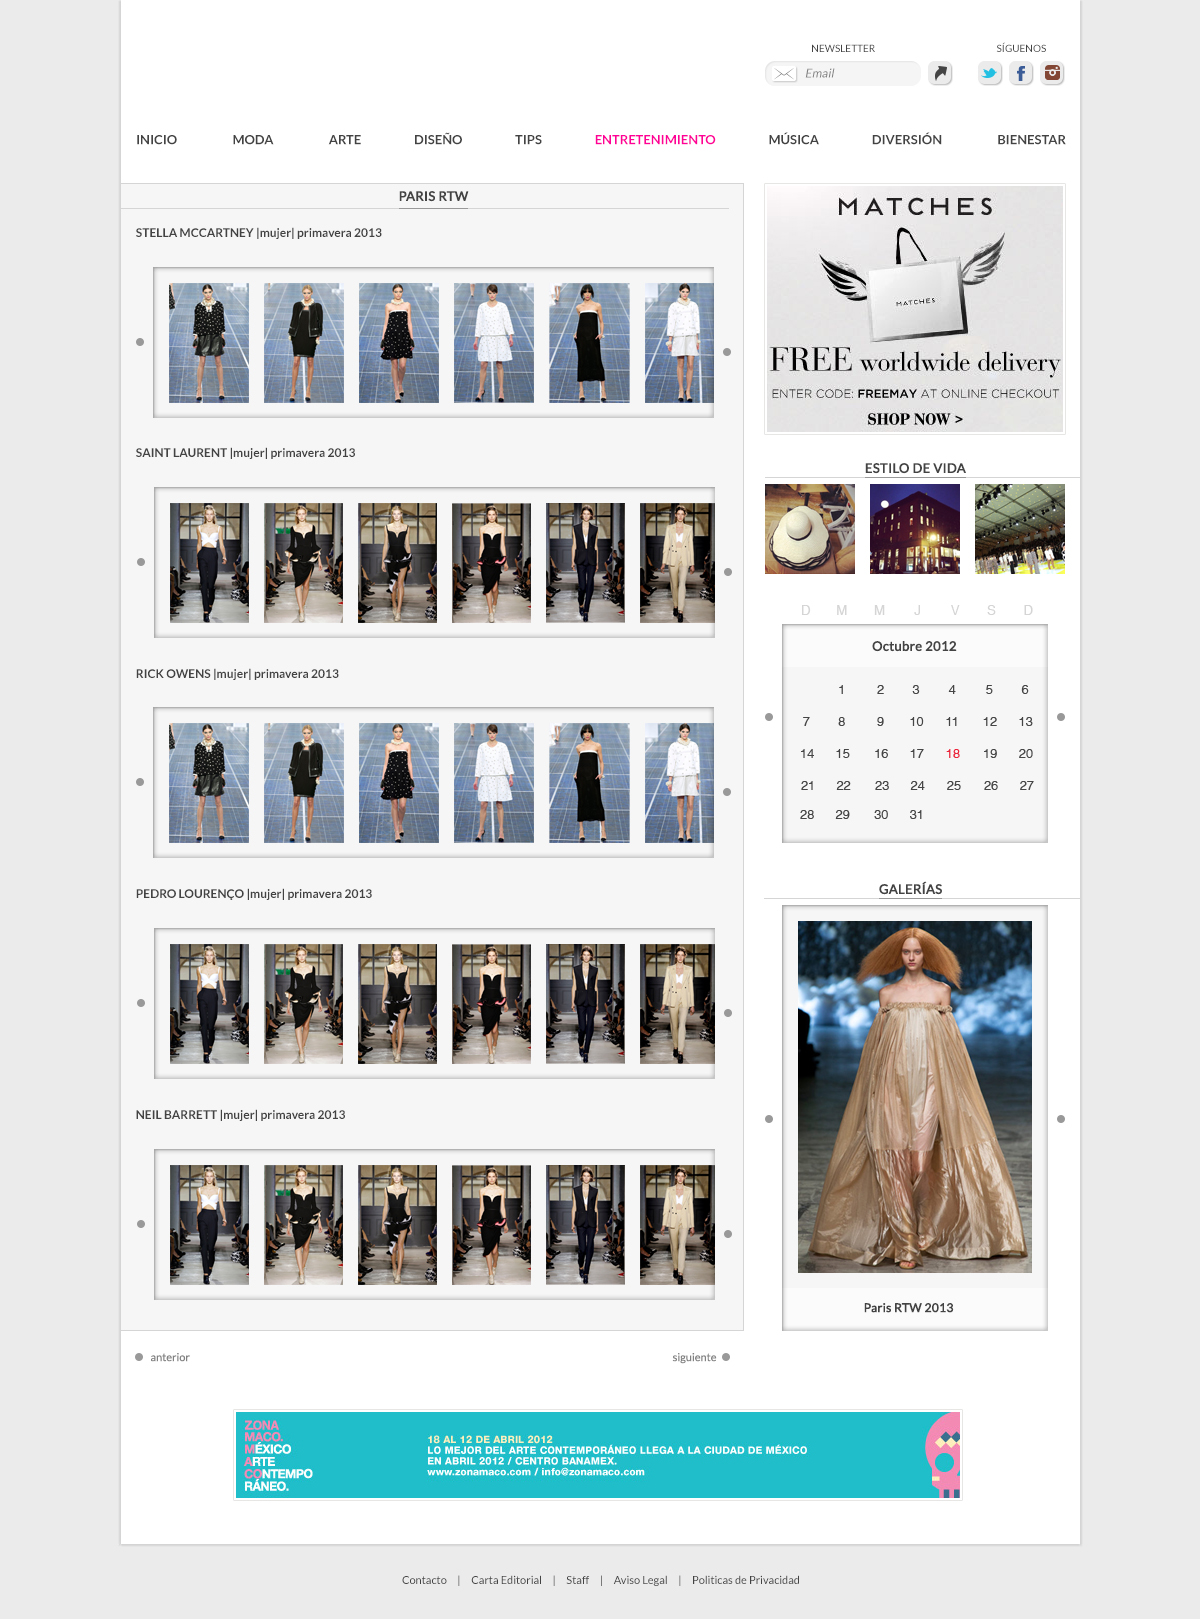 NEWSLETTER
SÍGUENOS
Email
INICIO MODA ARTE DISEÑO TIPS ENTRETENIMIENTO MÚSICA DIVERSIÓN BIENESTAR
PARIS RTW
STELLA MCCARTNEY |mujer| primavera 2013
SAINT LAURENT |mujer| primavera 2013
RICK OWENS |mujer| primavera 2013
PEDRO LOURENÇO |mujer| primavera 2013
NEIL BARRETT |mujer| primavera 2013
anterior
siguiente
MATCHES
MATCHES
FREE worldwide delivery
ENTER CODE: FREEMAY AT ONLINE CHECKOUT
SHOP NOW >
ESTILO DE VIDA
D M M J V S D
Octubre 2012
1 2 3 4 5 6
7 8 9 10 11 12 13
14 15 16 17 18 19 20
21 22 23 24 25 26 27
28 29 30 31
GALERÍAS
Paris RTW 2013
ZONA
MACO.
MÉXICO
ARTE
CONTEMPO
RÁNEO.
18 AL 12 DE ABRIL 2012
LO MEJOR DEL ARTE CONTEMPORÁNEO LLEGA A LA CIUDAD DE MÉXICO
EN ABRIL 2012 / CENTRO BANAMEX.
www.zonamaco.com / info@zonamaco.com
Contacto | Carta Editorial | Staff | Aviso Legal | Politicas de Privacidad